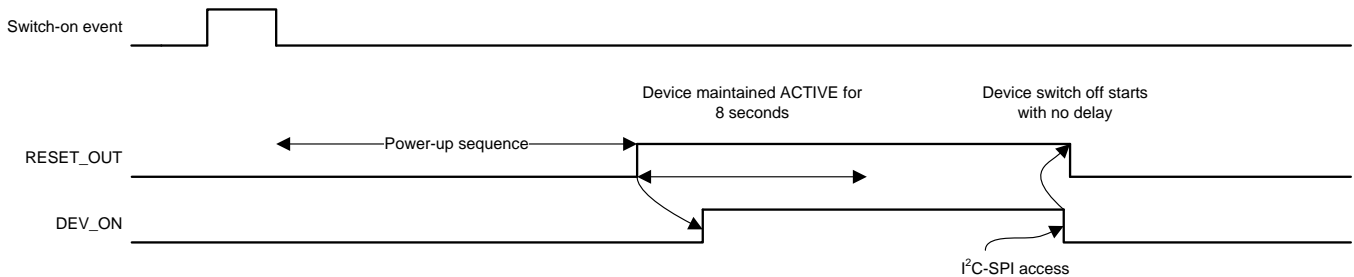 Switch-on event
Device maintained ACTIVE for
8 seconds
Device switch off starts
with no delay
Power-up sequence
RESET_OUT
DEV_ON
I²C-SPI access